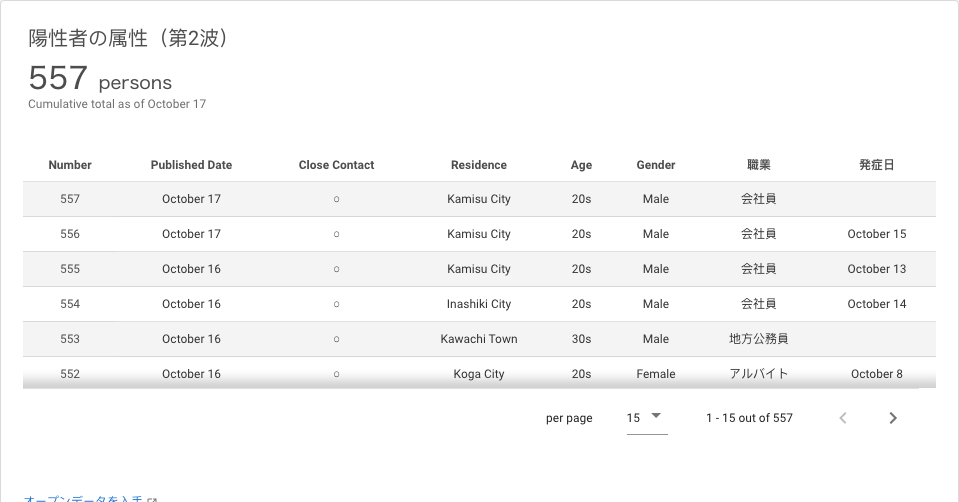 陽性者の属性（第2波）
557 persons
Cumulative total as of October 17
Number Published Date Close Contact Residence Age Gender 職業 発症日
557 October 17 ○ Kamisu City 20s Male 会社員
556 October 17 ○ Kamisu City 20s Male 会社員 October 15
555 October 16 ○ Kamisu City 20s Male 会社員 October 13
554 October 16 ○ Inashiki City 20s Male 会社員 October 14
553 October 16 ○ Kawachi Town 30s Male 地方公務員
552 October 16 ○ Koga City 20s Female アルバイト October 8
per page 15 1 - 15 out of 557
オープンデータを入手